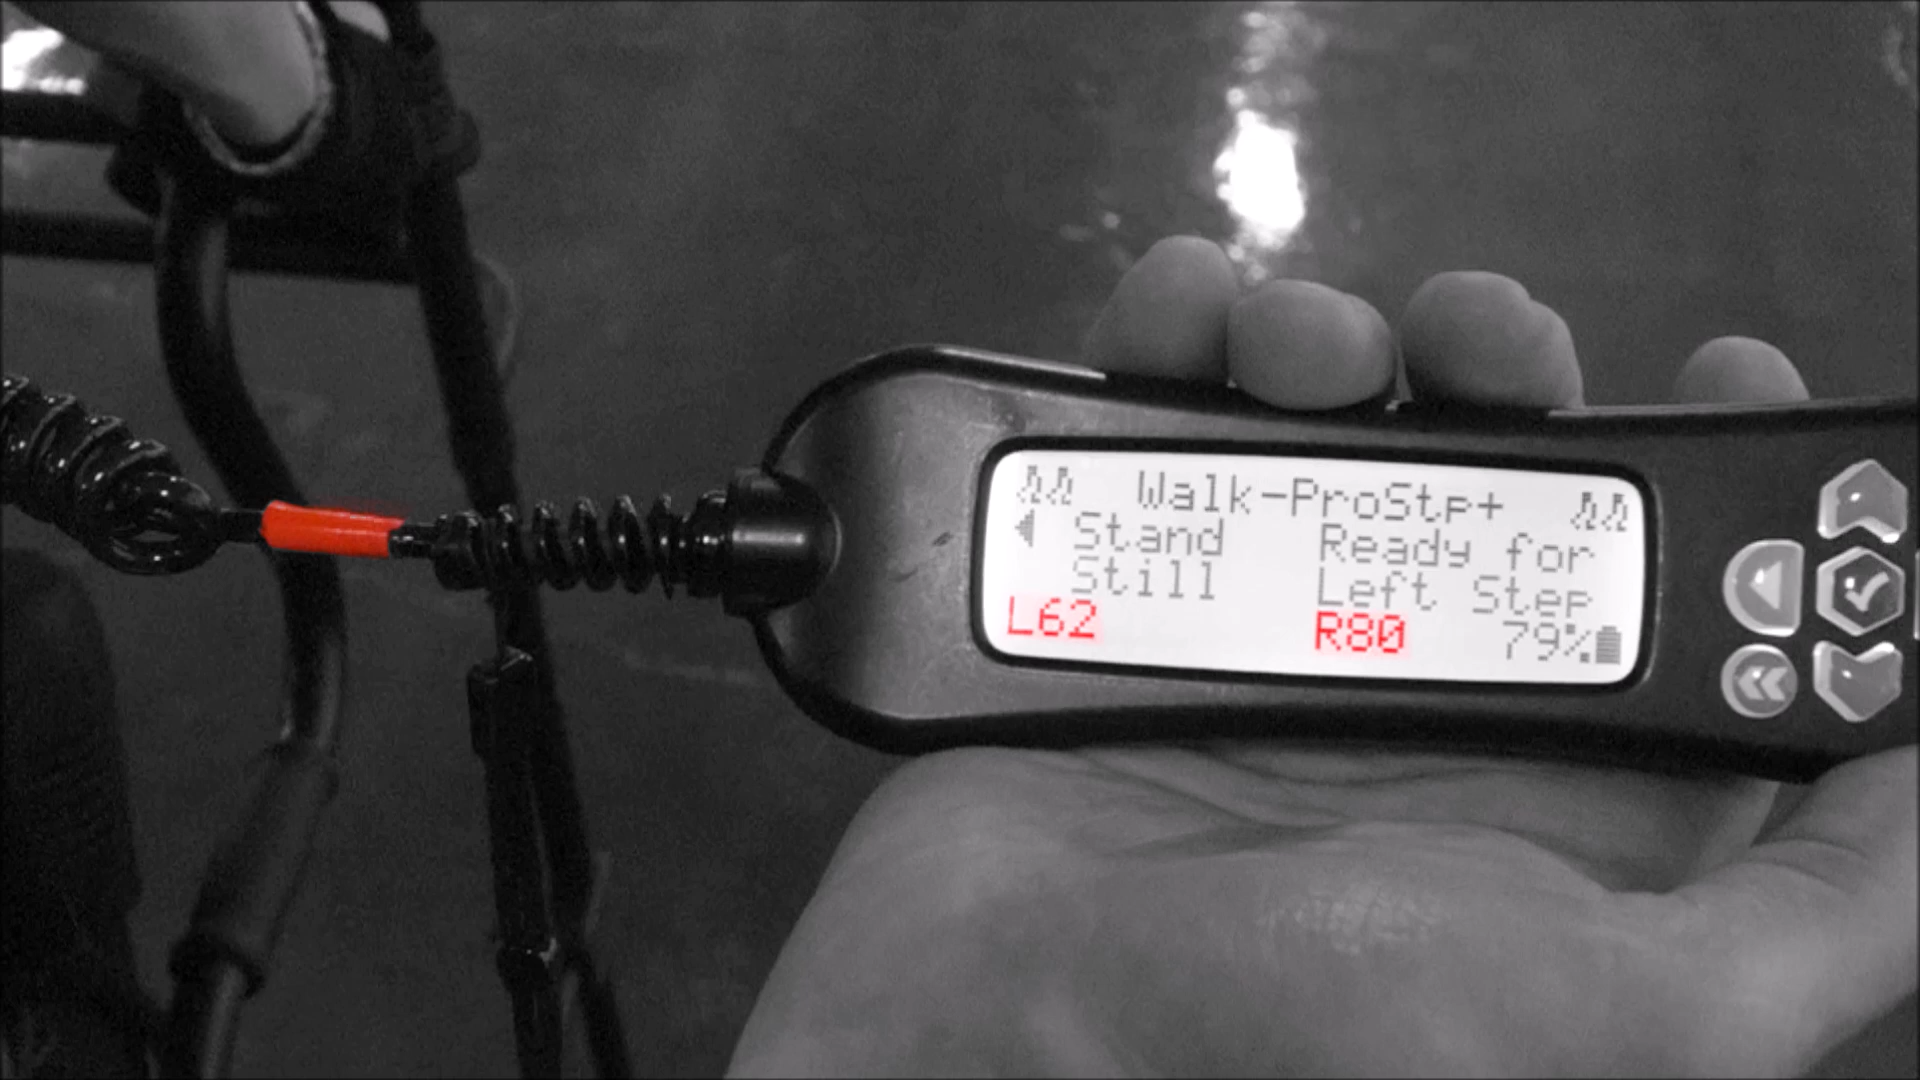 Walk-ProStp+
Stand Ready for
Still Left Step
L62 R80 79%